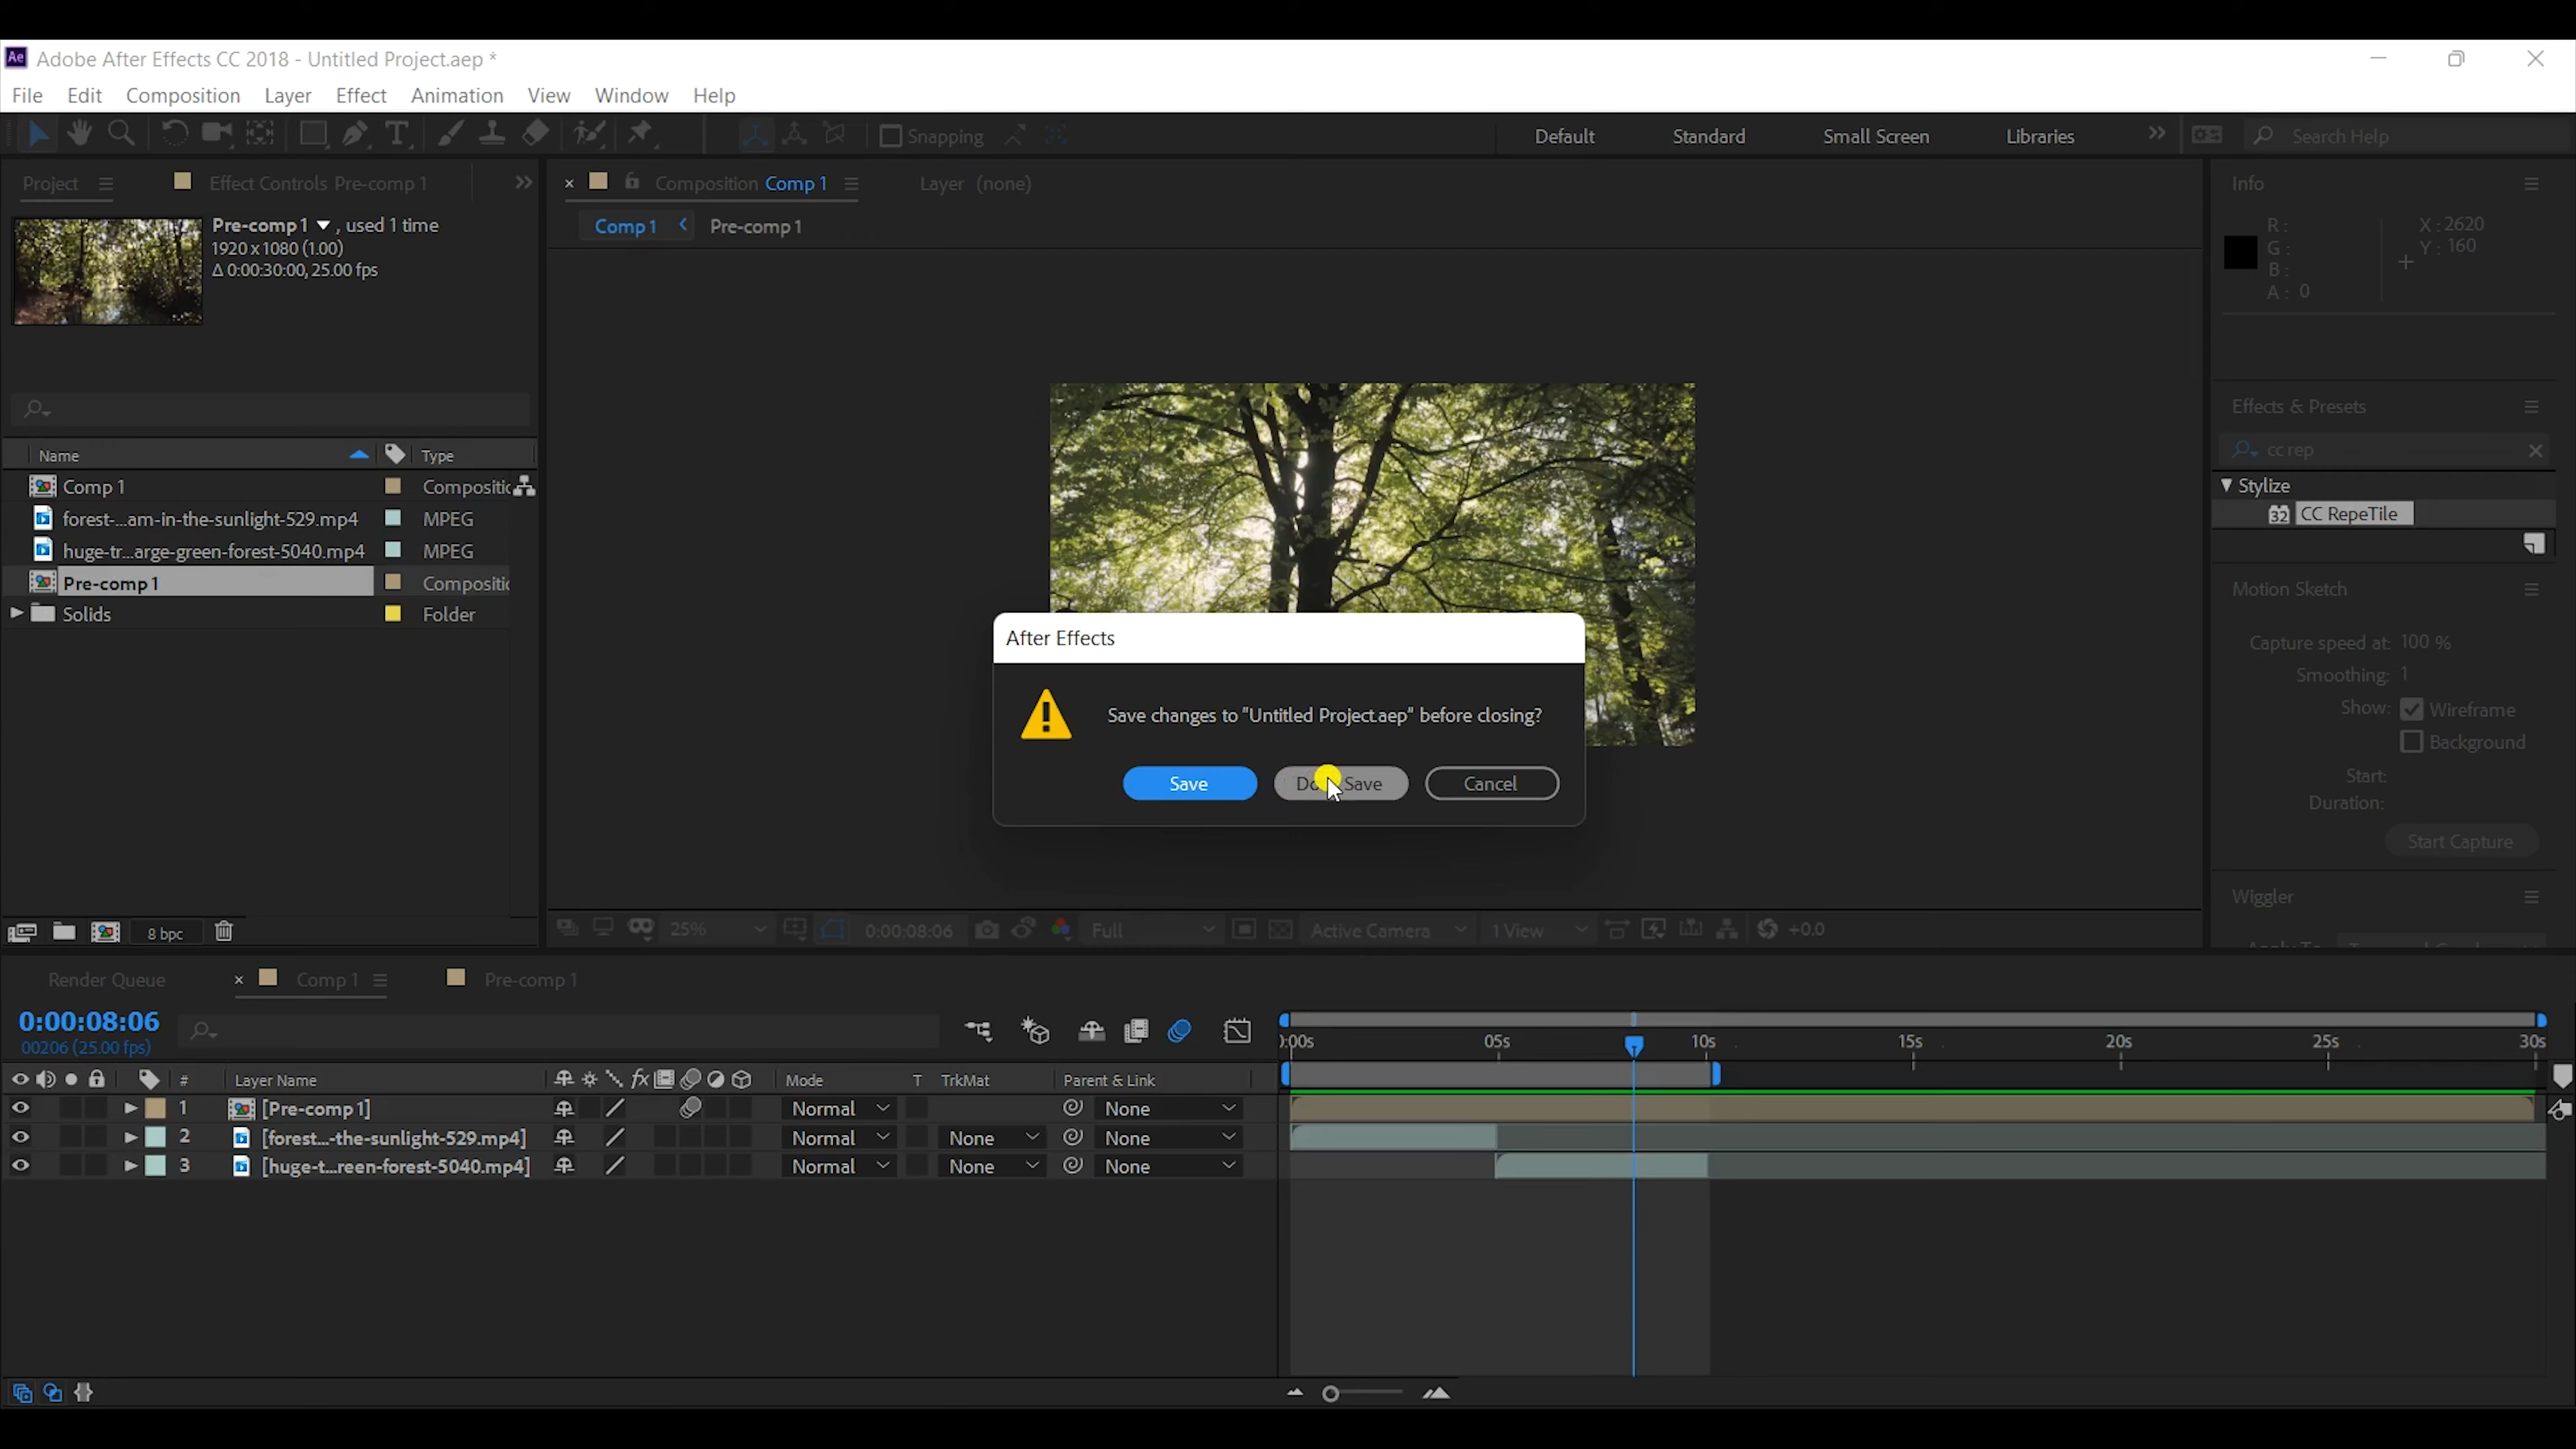 Ae Adobe After Effects CC 2018 - Untitled Project.aep *
File Edit Composition Layer Effect Animation View Window Help
Snapping Default Standard Small Screen Libraries Search Help
Project Effect Controls Pre-comp 1
Pre-comp 1 , used 1 time
1920 x 1080 (1.00)
Δ 0:00:30:00, 25.00 fps
Name Type
Comp 1 Compositic
forest-...am-in-the-sunlight-529.mp4 MPEG
huge-tr...arge-green-forest-5040.mp4 MPEG
Pre-comp 1 Compositic
Solids Folder
8 bpc
Composition Comp 1 Layer (none)
Comp 1 Pre-comp 1
After Effects
Save changes to "Untitled Project.aep" before closing?
Save Save Cancel
25% 0:00:08:06 Full Active Camera 1 View +0.0
Info
R: X: 2620
G: Y: 160
B:
A: 0
Effects & Presets
cc rep
Stylize
32 CC RepeTile
Motion Sketch
Capture speed at: 100 %
Smoothing: 1
Show: Wireframe
Background
Start:
Duration:
Start Capture
Wiggler
Render Queue Comp 1 Pre-comp 1
0:00:08:06
00206 (25.00 fps)
0:00s 05s 10s 15s 20s 25s 30s
# Layer Name fx Mode T TrkMat Parent & Link
1 [Pre-comp 1] Normal None
2 [forest...-the-sunlight-529.mp4] Normal None None
3 [huge-t...reen-forest-5040.mp4] Normal None None